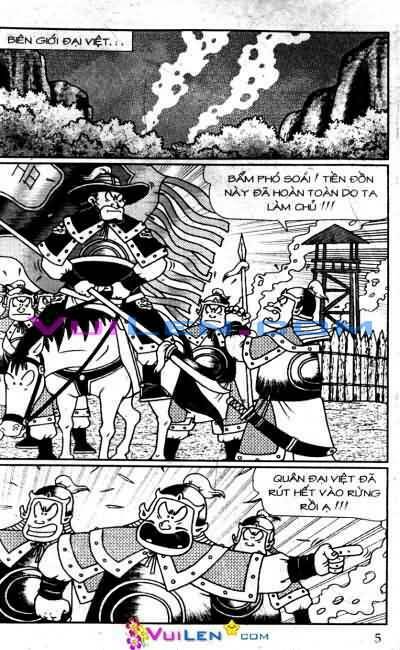 BIÊN GIỚI ĐẠI VIỆT...
BẨM PHÓ SOÁI! TIỀN ĐỒN
NÀY ĐÃ HOÀN TOÀN DO TA
LÀM CHỦ!!!
VUILEN.COM
QUÂN ĐẠI VIỆT ĐÃ
RÚT HẾT VÀO RỪNG
RỒI Ạ!!!
5
VUILEN.COM